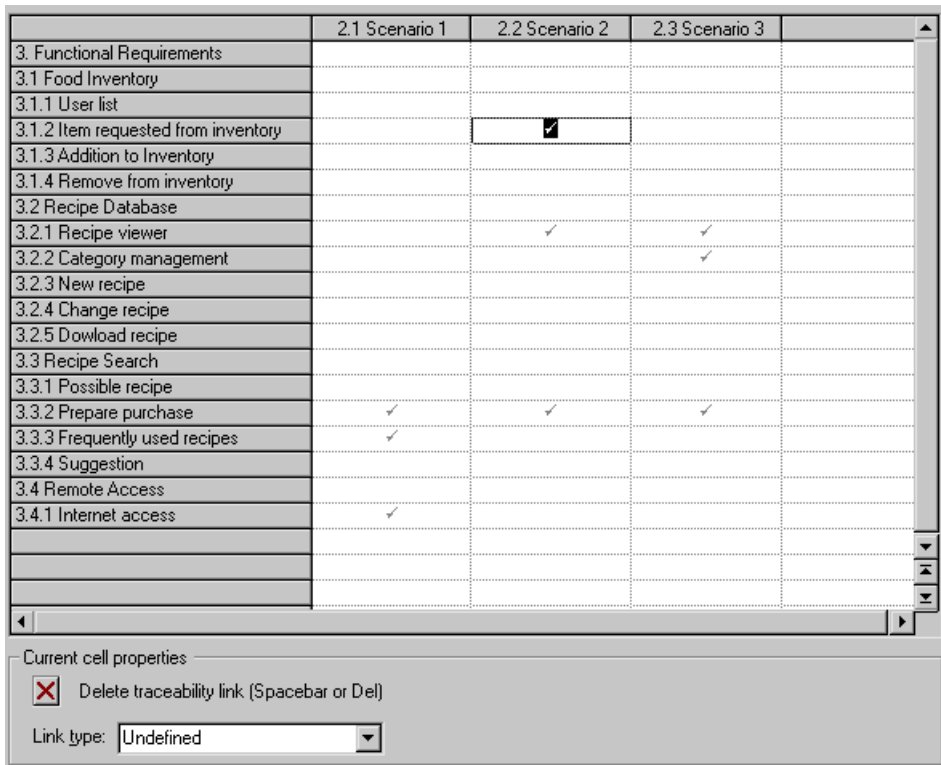 2.1 Scenario 1 2.2 Scenario 2 2.3 Scenario 3
3. Functional Requirements
3.1 Food Inventory
3.1.1 User list
3.1.2 Item requested from inventory
3.1.3 Addition to Inventory
3.1.4 Remove from inventory
3.2 Recipe Database
3.2.1 Recipe viewer
3.2.2 Category management
3.2.3 New recipe
3.2.4 Change recipe
3.2.5 Dowload recipe
3.3 Recipe Search
3.3.1 Possible recipe
3.3.2 Prepare purchase
3.3.3 Frequently used recipes
3.3.4 Suggestion
3.4 Remote Access
3.4.1 Internet access
Current cell properties
Delete traceability link (Spacebar or Del)
Link type: Undefined